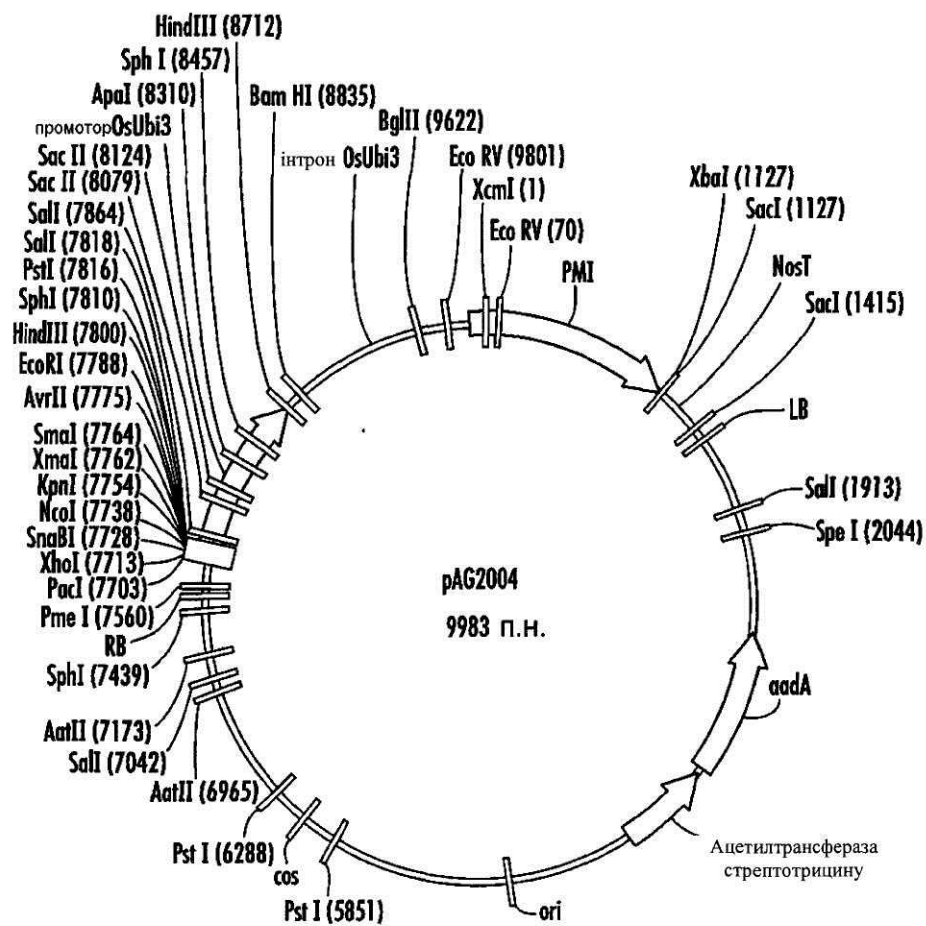 HindIII (8712)
Sph I (8457)
ApaI (8310)
промотор OsUbi3
Sac II (8124)
Sac II (8079)
SalI (7864)
SalI (7818)
PstI (7816)
SphI (7810)
HindIII (7800)
EcoRI (7788)
AvrII (7775)
SmaI (7764)
XmaI (7762)
KpnI (7754)
NcoI (7738)
SnaBI (7728)
XhoI (7713)
PacI (7703)
Pme I (7560)
RB
SphI (7439)
AatII (7173)
SalI (7042)
AatII (6965)
Pst I (6288)
cos
Pst I (5851)
ori
Bam HI (8835)
інтрон OsUbi3
BglII (9622)
Eco RV (9801)
XcmI (1)
Eco RV (70)
PMI
XbaI (1127)
SacI (1127)
NosT
SacI (1415)
LB
SalI (1913)
Spe I (2044)
aadA
Ацетилтрансфераза
стрептотрицину
pAG2004
9983 п.н.